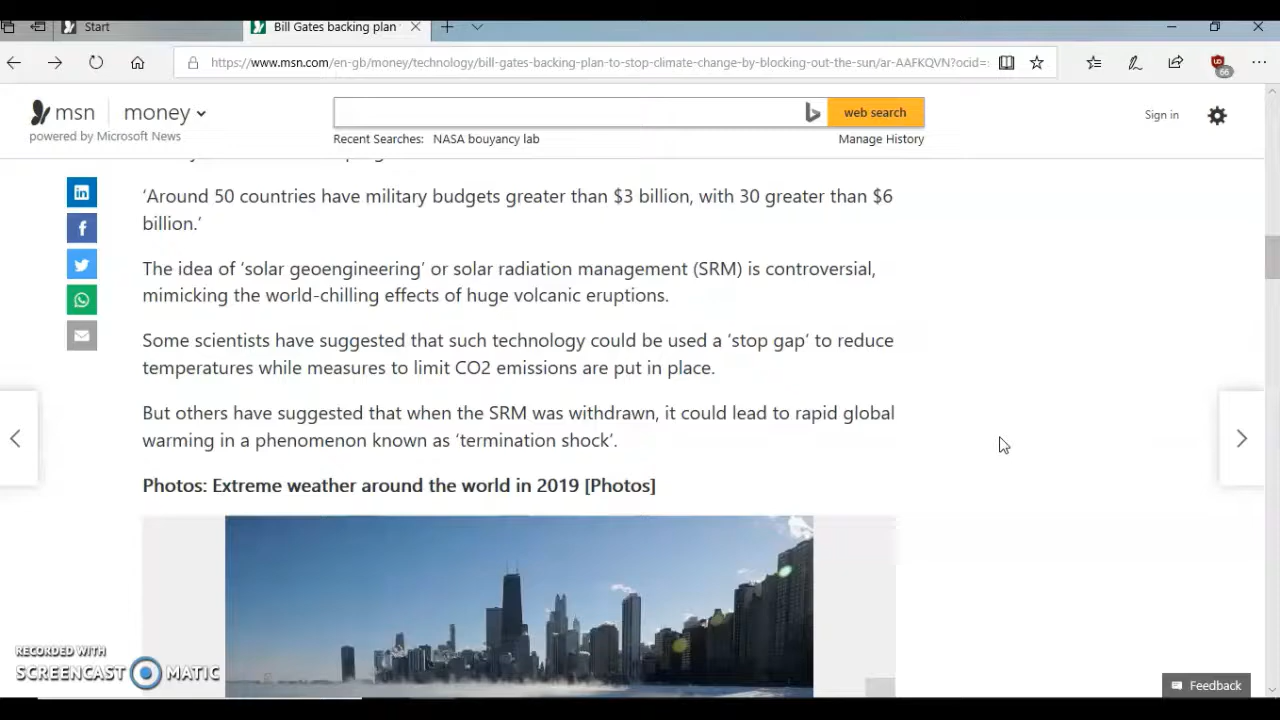 Start
Bill Gates backing plan
https://www.msn.com/en-gb/money/technology/bill-gates-backing-plan-to-stop-climate-change-by-blocking-out-the-sun/ar-AAFKQVN?ocid=
66
msn money
powered by Microsoft News
web search
Sign in
Recent Searches: NASA bouyancy lab
Manage History
‘Around 50 countries have military budgets greater than $3 billion, with 30 greater than $6
billion.’
The idea of ‘solar geoengineering’ or solar radiation management (SRM) is controversial,
mimicking the world-chilling effects of huge volcanic eruptions.
Some scientists have suggested that such technology could be used a ‘stop gap’ to reduce
temperatures while measures to limit CO2 emissions are put in place.
But others have suggested that when the SRM was withdrawn, it could lead to rapid global
warming in a phenomenon known as ‘termination shock’.
Photos: Extreme weather around the world in 2019 [Photos]
RECORDED WITH
SCREENCAST MATIC
Feedback